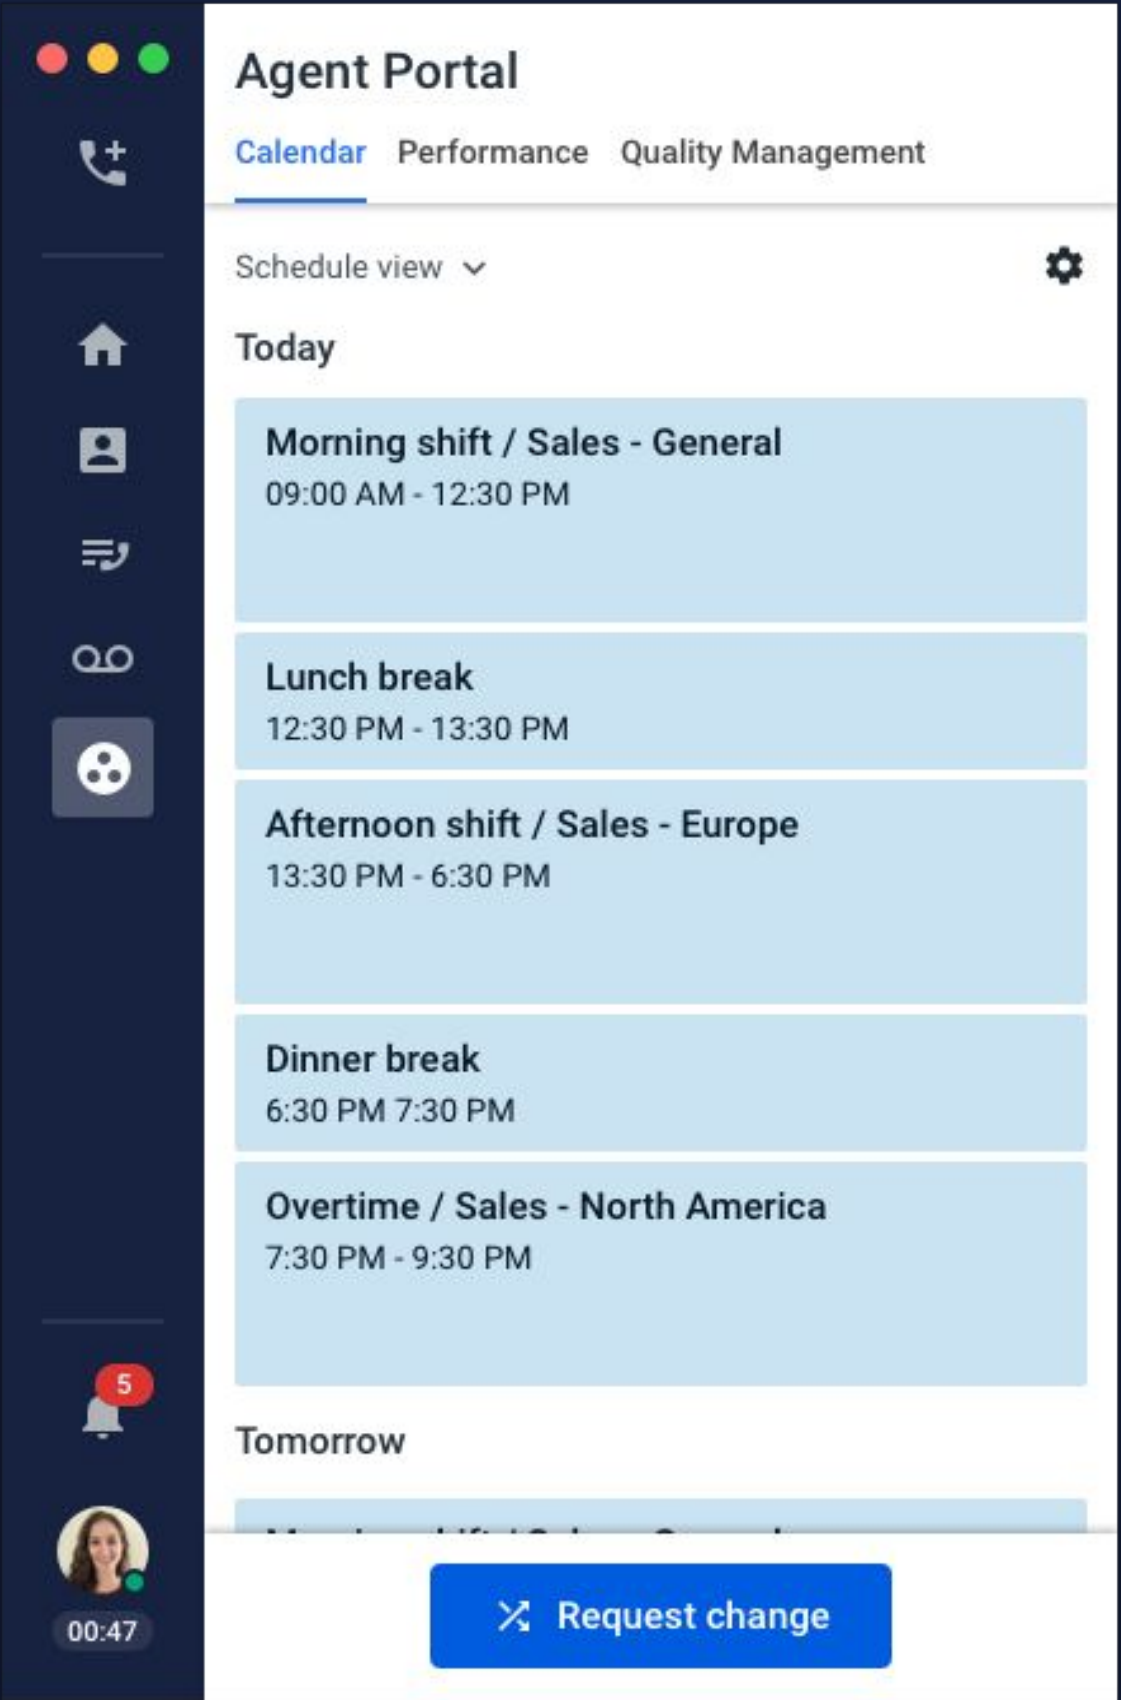 Agent Portal
Calendar Performance Quality Management
Schedule view
Today
Morning shift / Sales - General
09:00 AM - 12:30 PM
Lunch break
12:30 PM - 13:30 PM
Afternoon shift / Sales - Europe
13:30 PM - 6:30 PM
Dinner break
6:30 PM 7:30 PM
Overtime / Sales - North America
7:30 PM - 9:30 PM
5
Tomorrow
Request change
00:47